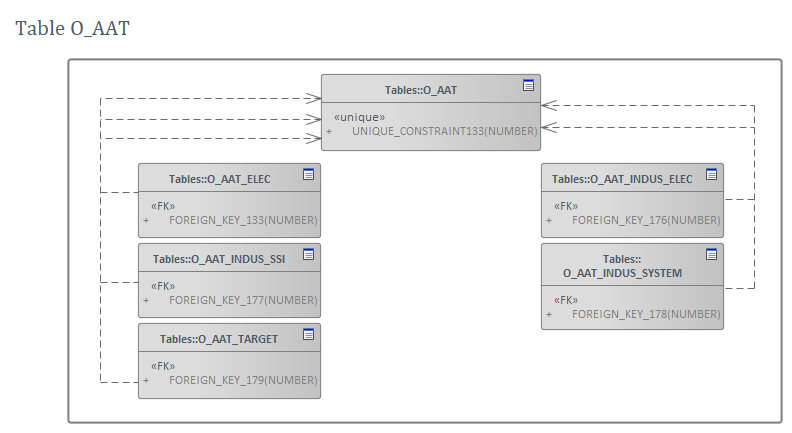 Table O_AAT
Tables::O_AAT
«unique»
+ UNIQUE_CONSTRAINT133(NUMBER)
Tables::O_AAT_ELEC
«FK»
+ FOREIGN_KEY_133(NUMBER)
Tables::O_AAT_INDUS_ELEC
«FK»
+ FOREIGN_KEY_176(NUMBER)
Tables::O_AAT_INDUS_SSI
«FK»
+ FOREIGN_KEY_177(NUMBER)
Tables::
O_AAT_INDUS_SYSTEM
«FK»
+ FOREIGN_KEY_178(NUMBER)
Tables::O_AAT_TARGET
«FK»
+ FOREIGN_KEY_179(NUMBER)